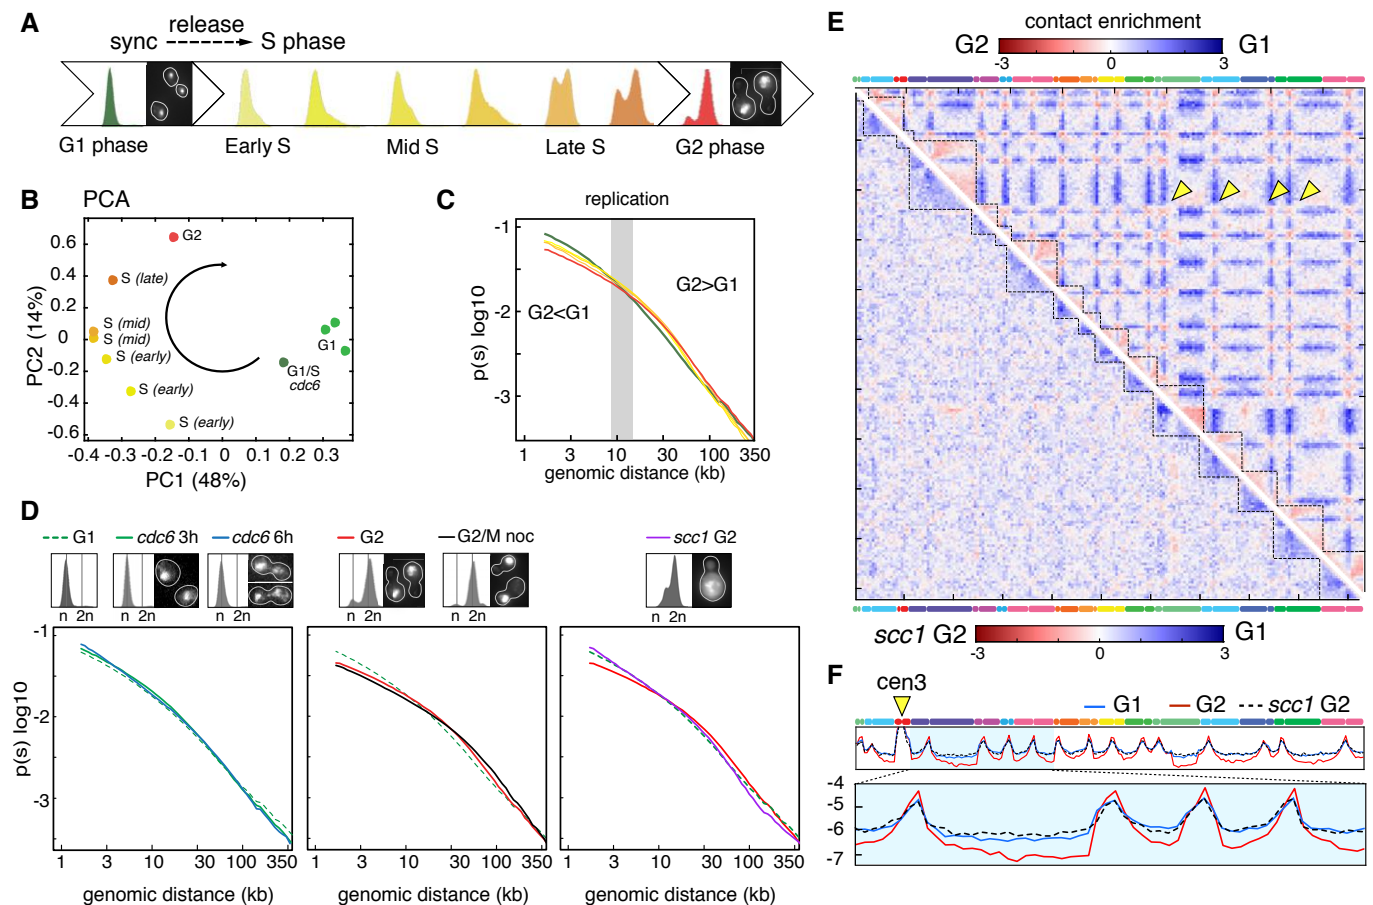 A
release
sync
S phase
G1 phase
Early S
Mid S
Late S
G2 phase
B
PCA
0.6
0.4
0.2
0
-0.2
-0.4
-0.6
PC2 (14%)
G2
S (late)
S (mid)
S (mid)
S (early)
S (early)
S (early)
G1
G1/S
cdc6
-0.4 -0.3 -0.2 -0.1 0 0.1 0.2 0.3
PC1 (48%)
C
replication
-1
-2
-3
p(s) log10
G2>G1
G2<G1
1 3 10 30 100 350
genomic distance (kb)
D
G1 cdc6 3h cdc6 6h
n 2n n 2n n 2n
G2 G2/M noc
n 2n n 2n
scc1 G2
n 2n
-1
-2
-3
p(s) log10
1 3 10 30 100 350
genomic distance (kb)
1 3 10 30 100 350
genomic distance (kb)
1 3 10 30 100 350
genomic distance (kb)
E
contact enrichment
G2 G1
-3 0 3
scc1 G2 G1
-3 0 3
F
cen3
G1 G2 scc1 G2
-4
-5
-6
-7